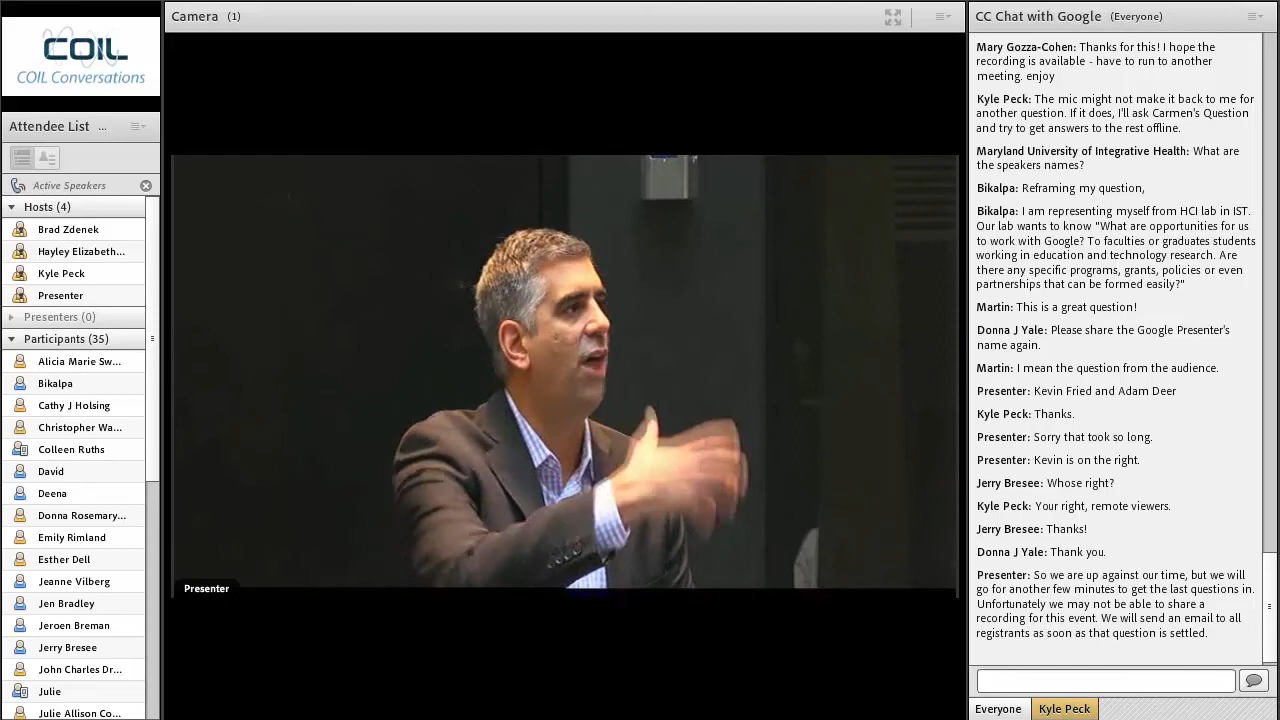 COIL
COIL Conversations
Attendee List ...
Active Speakers
Hosts (4)
Brad Zdenek
Hayley Elizabeth...
Kyle Peck
Presenter
Presenters (0)
Participants (35)
Alicia Marie Sw...
Bikalpa
Cathy J Holsing
Christopher Wa...
Colleen Ruths
David
Deena
Donna Rosemary...
Emily Rimland
Esther Dell
Jeanne Vilberg
Jen Bradley
Jeroen Breman
Jerry Bresee
John Charles Dr...
Julie
Julie Allison Co...
Camera (1)
Presenter
CC Chat with Google (Everyone)
Mary Gozza-Cohen: Thanks for this! I hope the
recording is available - have to run to another
meeting. enjoy
Kyle Peck: The mic might not make it back to me for
another question. If it does, I'll ask Carmen's Question
and try to get answers to the rest offline.
Maryland University of Integrative Health: What are
the speakers names?
Bikalpa: Reframing my question,
Bikalpa: I am representing myself from HCI lab in IST.
Our lab wants to know "What are opportunities for us
to work with Google? To faculties or graduates students
working in education and technology research. Are
there any specific programs, grants, policies or even
partnerships that can be formed easily?"
Martin: This is a great question!
Donna J Yale: Please share the Google Presenter's
name again.
Martin: I mean the question from the audience.
Presenter: Kevin Fried and Adam Deer
Kyle Peck: Thanks.
Presenter: Sorry that took so long.
Presenter: Kevin is on the right.
Jerry Bresee: Whose right?
Kyle Peck: Your right, remote viewers.
Jerry Bresee: Thanks!
Donna J Yale: Thank you.
Presenter: So we are up against our time, but we will
go for another few minutes to get the last questions in.
Unfortunately we may not be able to share a
recording for this event. We will send an email to all
registrants as soon as that question is settled.
Everyone
Kyle Peck